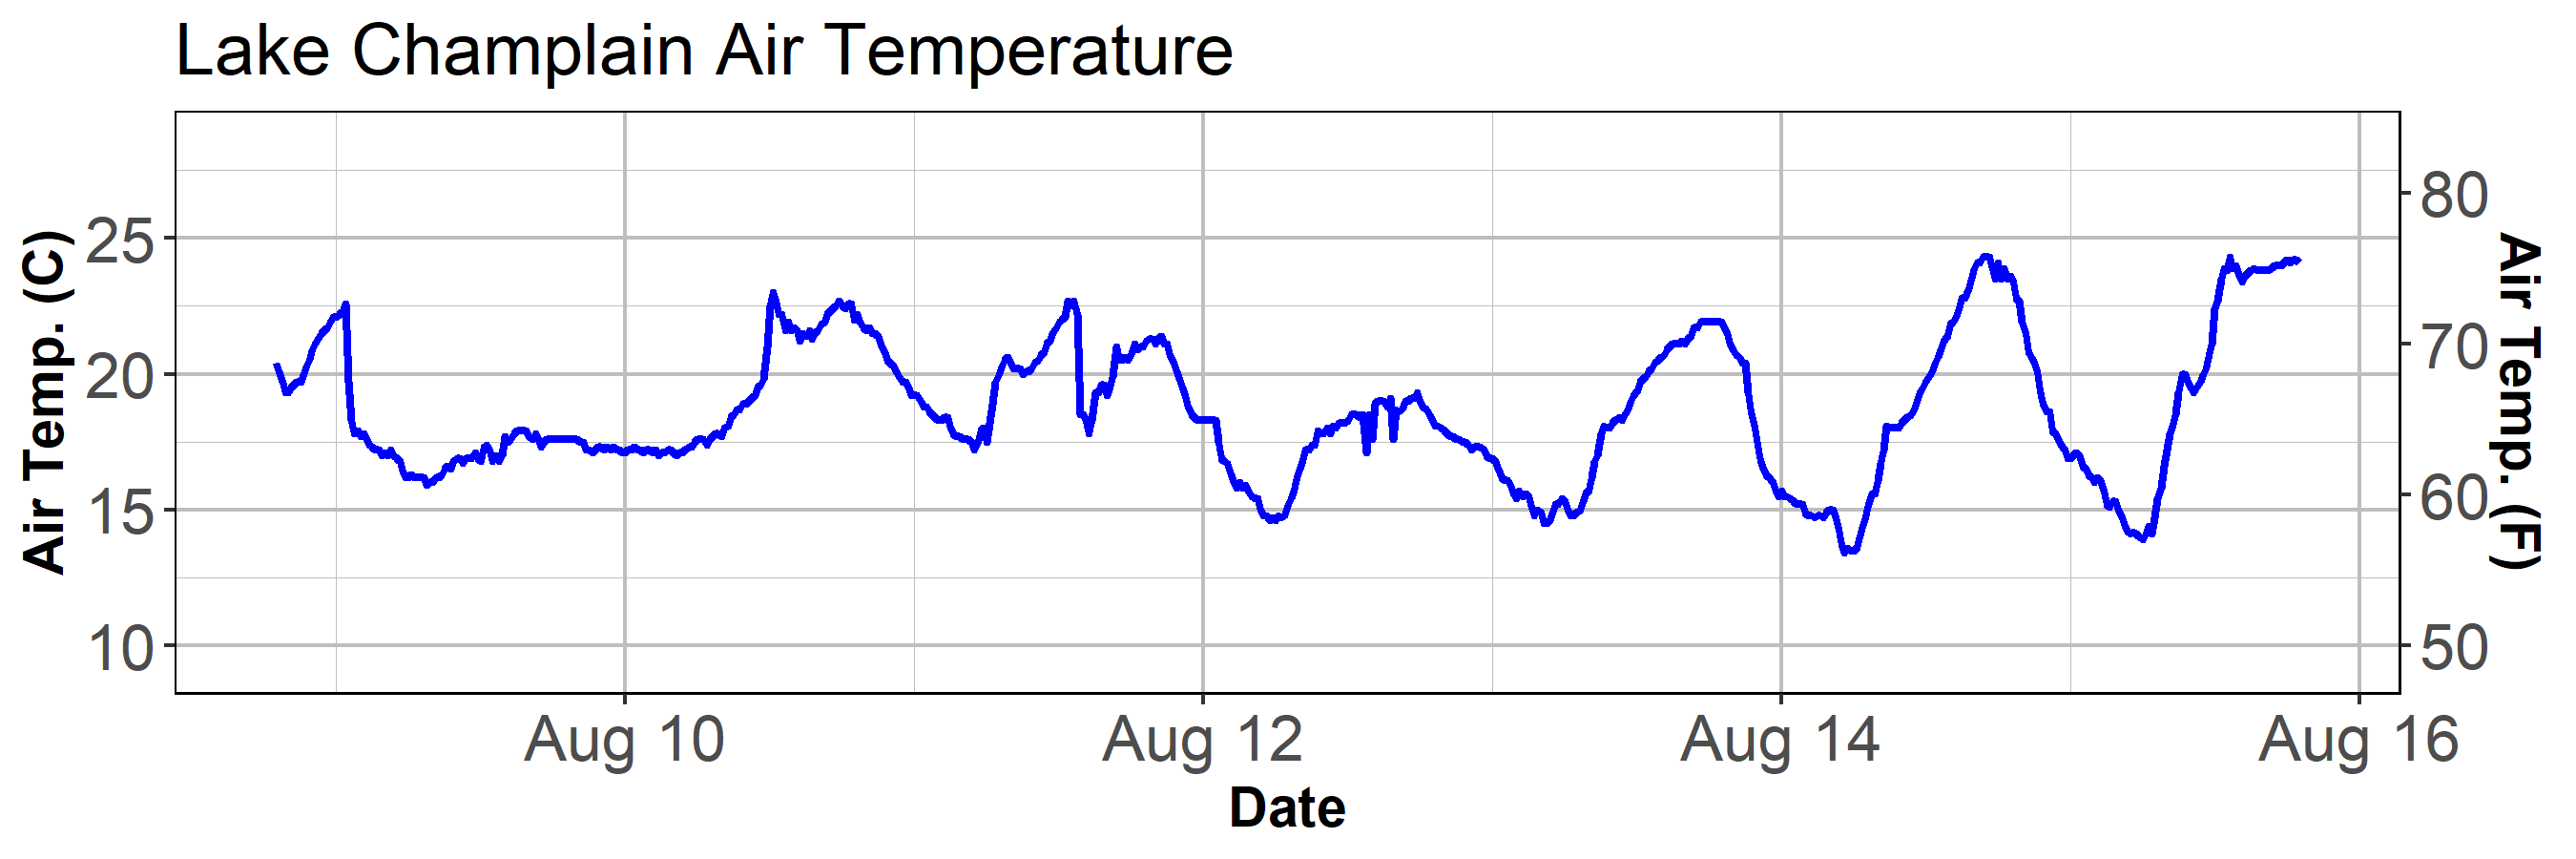 Lake Champlain Air Temperature
Air Temp. (C)
25
20
15
10
80
70
60
50
Air Temp. (F)
Aug 10
Aug 12
Aug 14
Aug 16
Date